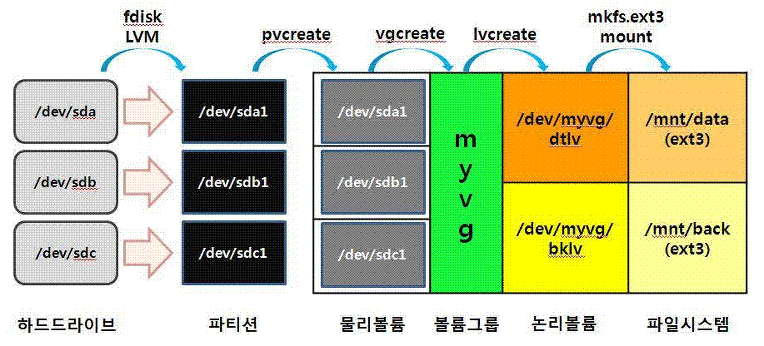 fdisk
LVM
pvcreate
vgcreate
lvcreate
mkfs.ext3
mount
/dev/sda
/dev/sda1
/dev/sda1
/dev/sdb
/dev/sdb1
/dev/sdb1
/dev/sdc
/dev/sdc1
/dev/sdc1
m
y
v
g
/dev/myvg/
dtlv
/mnt/data
(ext3)
/dev/myvg/
bklv
/mnt/back
(ext3)
하드드라이브
파티션
물리볼륨
볼륨그룹
논리볼륨
파일시스템